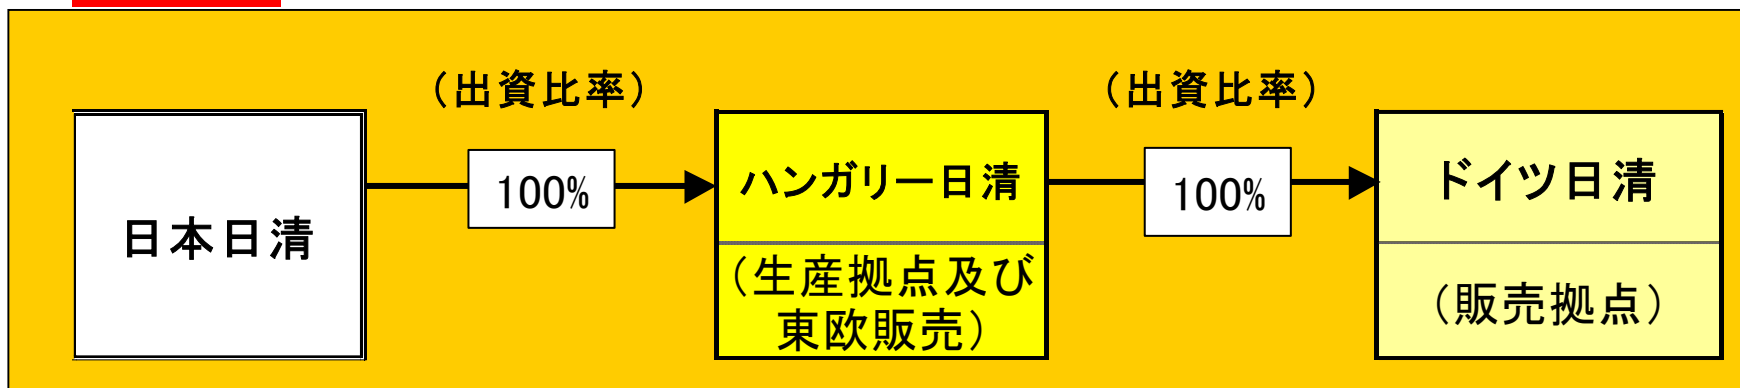 （出資比率）
（出資比率）
日本日清
100%
ハンガリー日清
（生産拠点及び
東欧販売）
100%
ドイツ日清
（販売拠点）